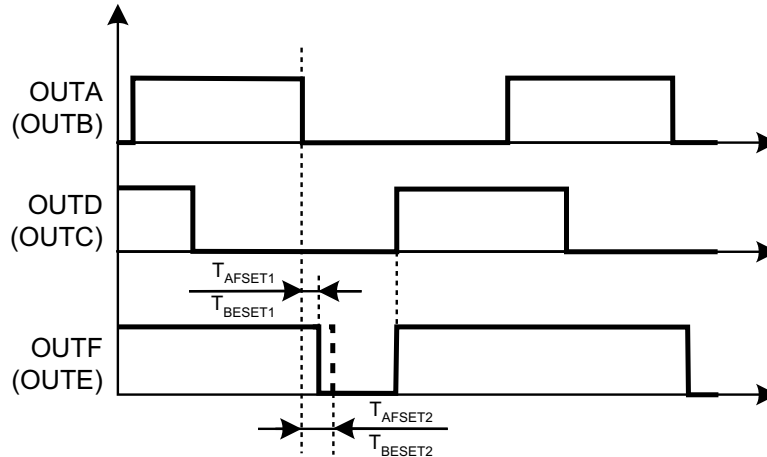 OUTA
(OUTB)
OUTD
(OUTC)
TAFSET1
TBESET1
OUTF
(OUTE)
TAFSET2
TBESET2